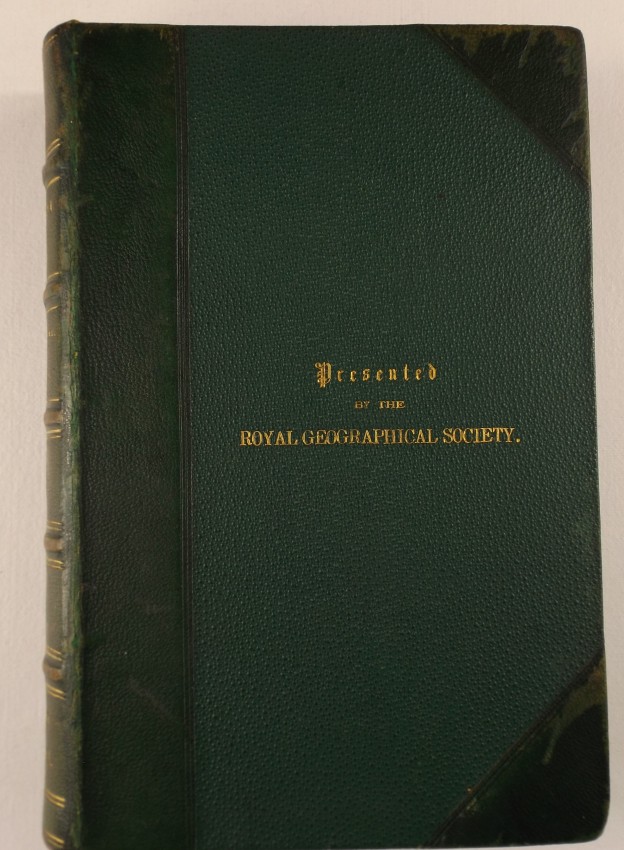 Presented
BY THE
ROYAL GEOGRAPHICAL SOCIETY.